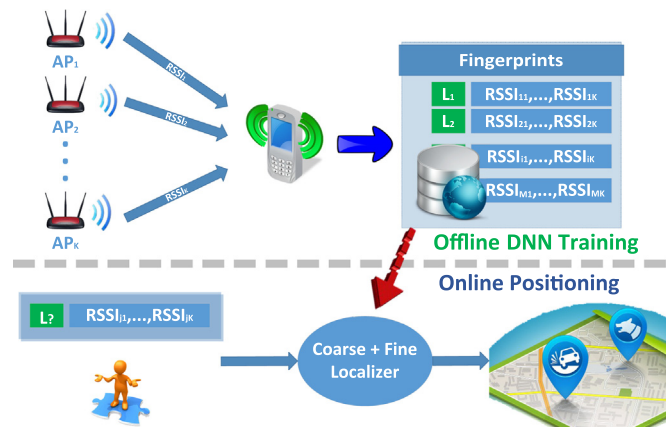 AP1
RSSI1
AP2
RSSI2
APK
RSSIK
Fingerprints
L1 RSSI11,...,RSSI1K
L2 RSSI21,...,RSSI2K
RSSIi1,...,RSSIiK
RSSIM1,...,RSSIMK
Offline DNN Training
Online Positioning
L? RSSIj1,...,RSSIjK
Coarse + Fine
Localizer